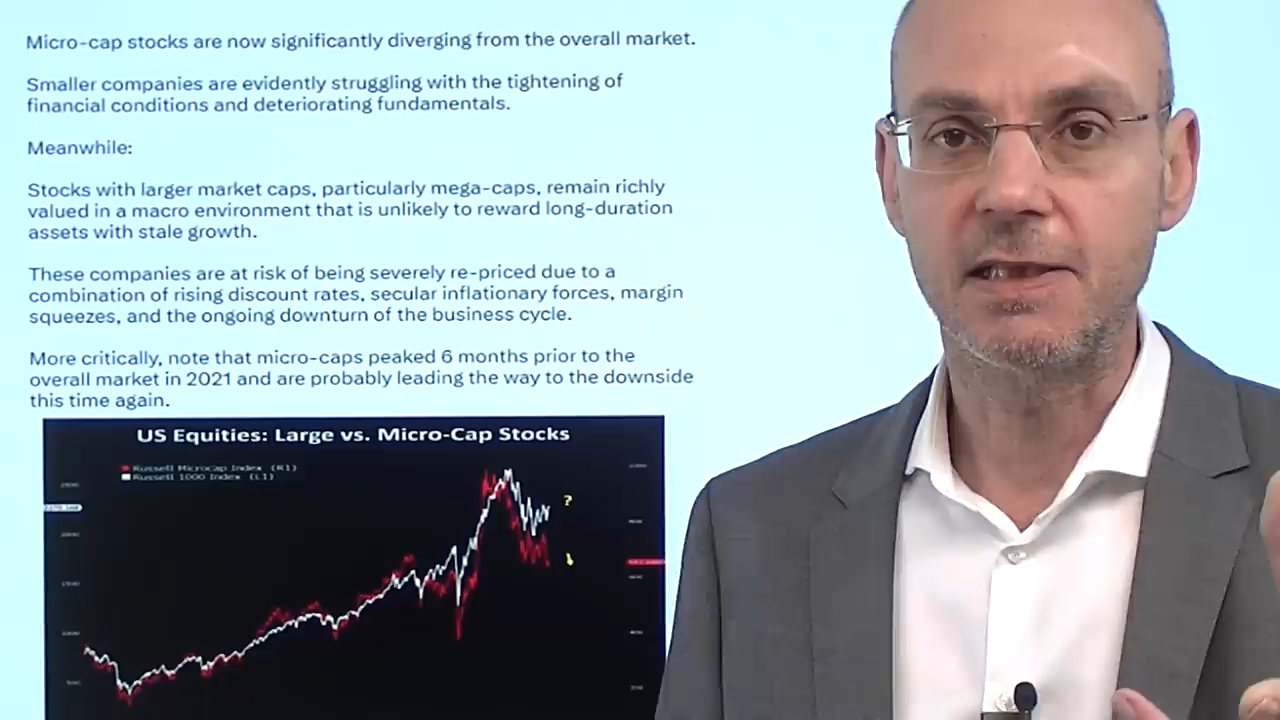 Micro-cap stocks are now significantly diverging from the overall market.
Smaller companies are evidently struggling with the tightening of
financial conditions and deteriorating fundamentals.
Meanwhile:
Stocks with larger market caps, particularly mega-caps, remain richly
valued in a macro environment that is unlikely to reward long-duration
assets with stale growth.
These companies are at risk of being severely re-priced due to a
combination of rising discount rates, secular inflationary forces, margin
squeezes, and the ongoing downturn of the business cycle.
More critically, note that micro-caps peaked 6 months prior to the
overall market in 2021 and are probably leading the way to the downside
this time again.
US Equities: Large vs. Micro-Cap Stocks
Russell Microcap Index (R1)
Russell 1000 Index (L1)
?